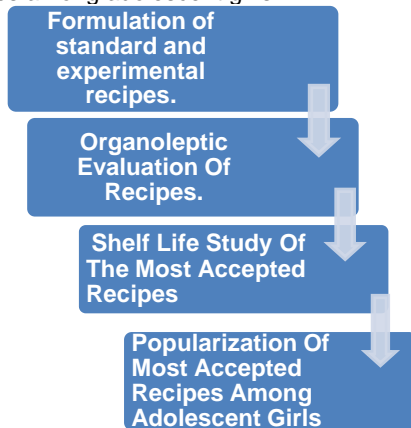 Formulation of
standard and
experimental
recipes.
Organoleptic
Evaluation Of
Recipes.
Shelf Life Study Of
The Most Accepted
Recipes
Popularization Of
Most Accepted
Recipes Among
Adolescent Girls